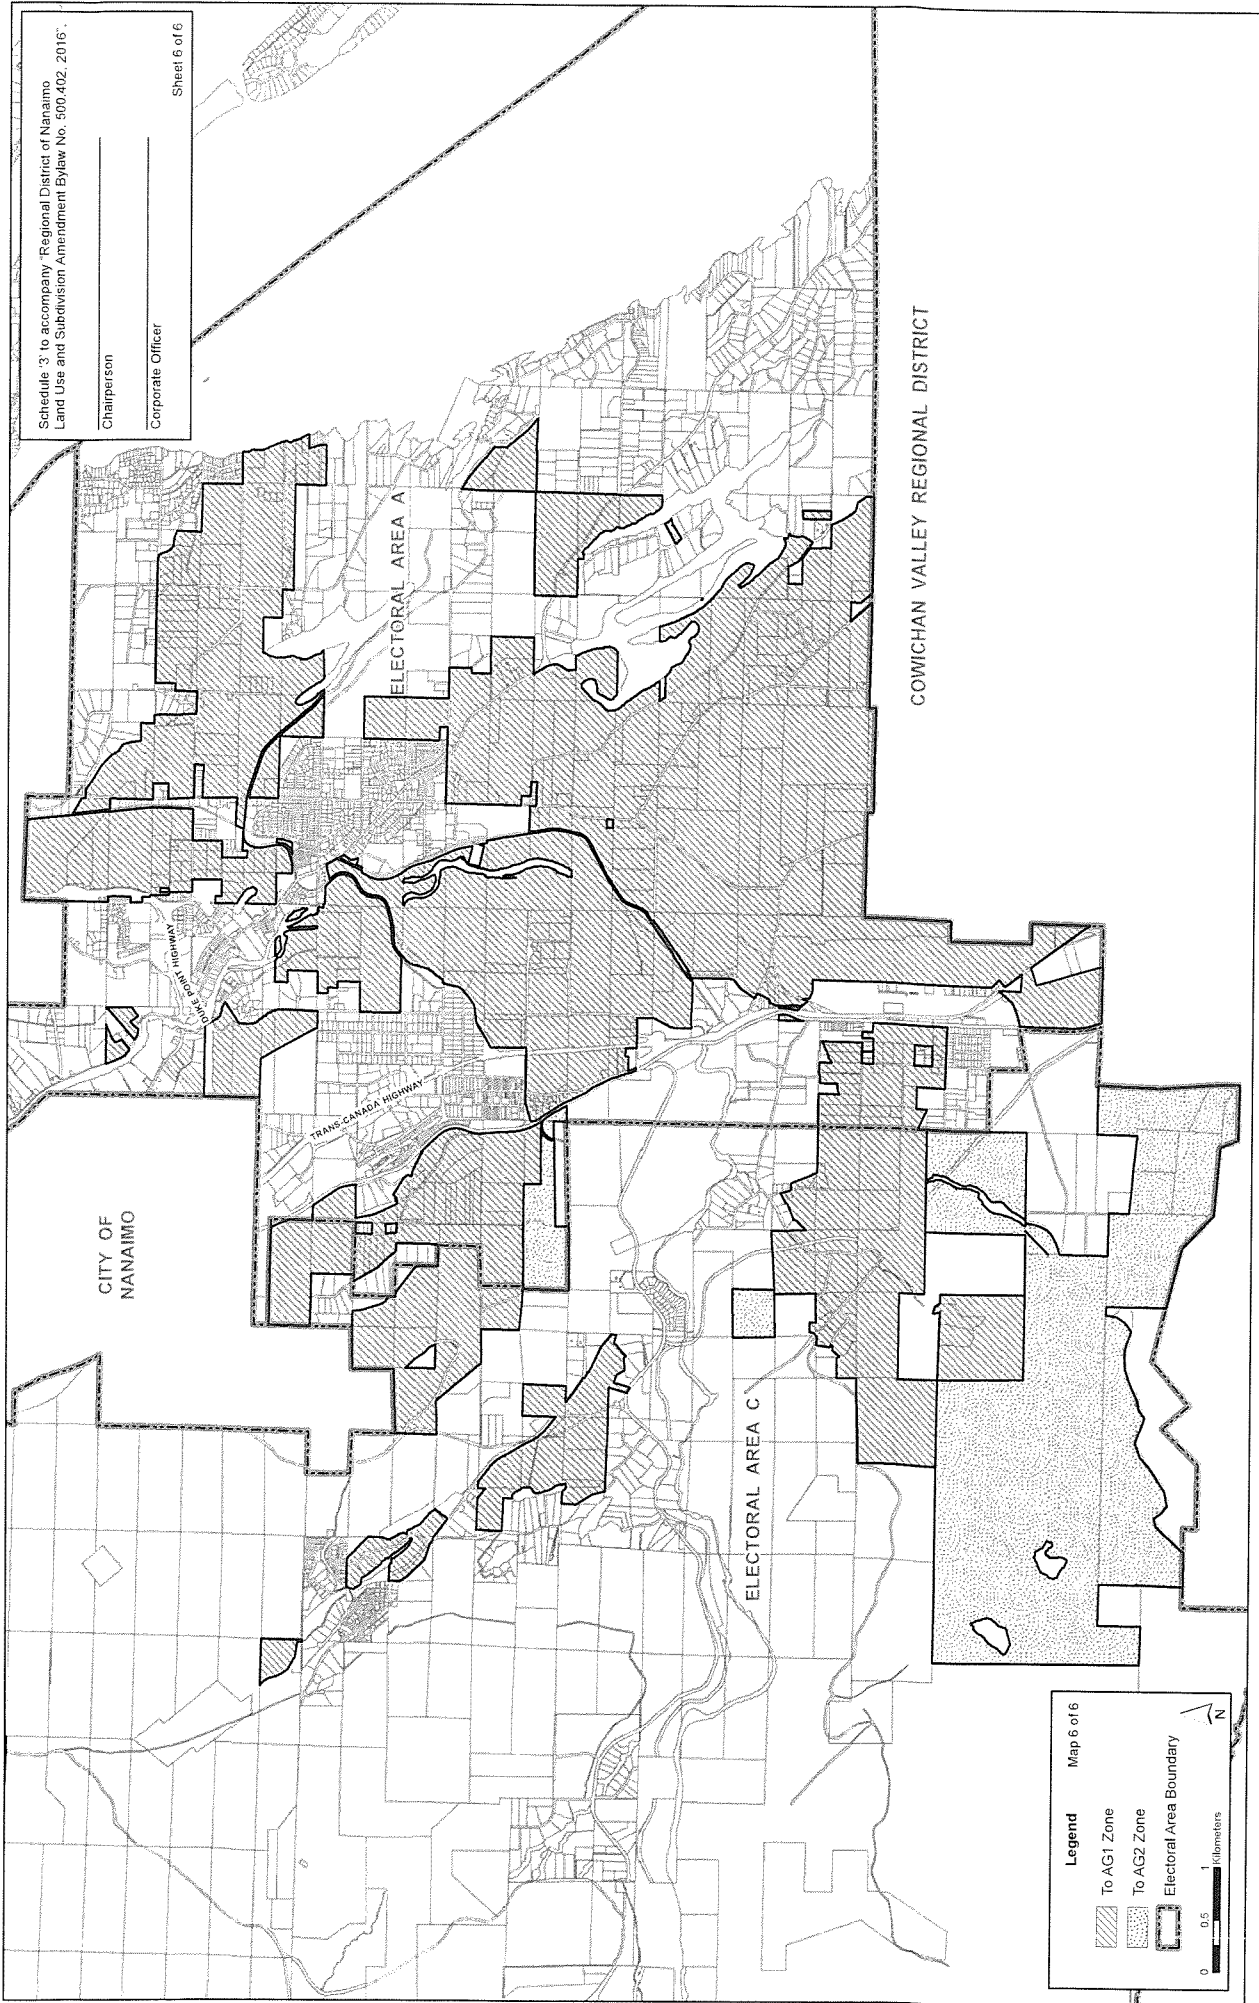 Schedule '3' to accompany "Regional District of Nanaimo
Land Use and Subdivision Amendment Bylaw No. 500.402, 2016".
Chairperson
Corporate Officer
Sheet 6 of 6
CITY OF
NANAIMO
DUKE POINT HIGHWAY
TRANS-CANADA HIGHWAY
ELECTORAL AREA A
ELECTORAL AREA C
COWICHAN VALLEY REGIONAL DISTRICT
Legend
Map 6 of 6
To AG1 Zone
To AG2 Zone
Electoral Area Boundary
0 0.5 1
Kilometers
N